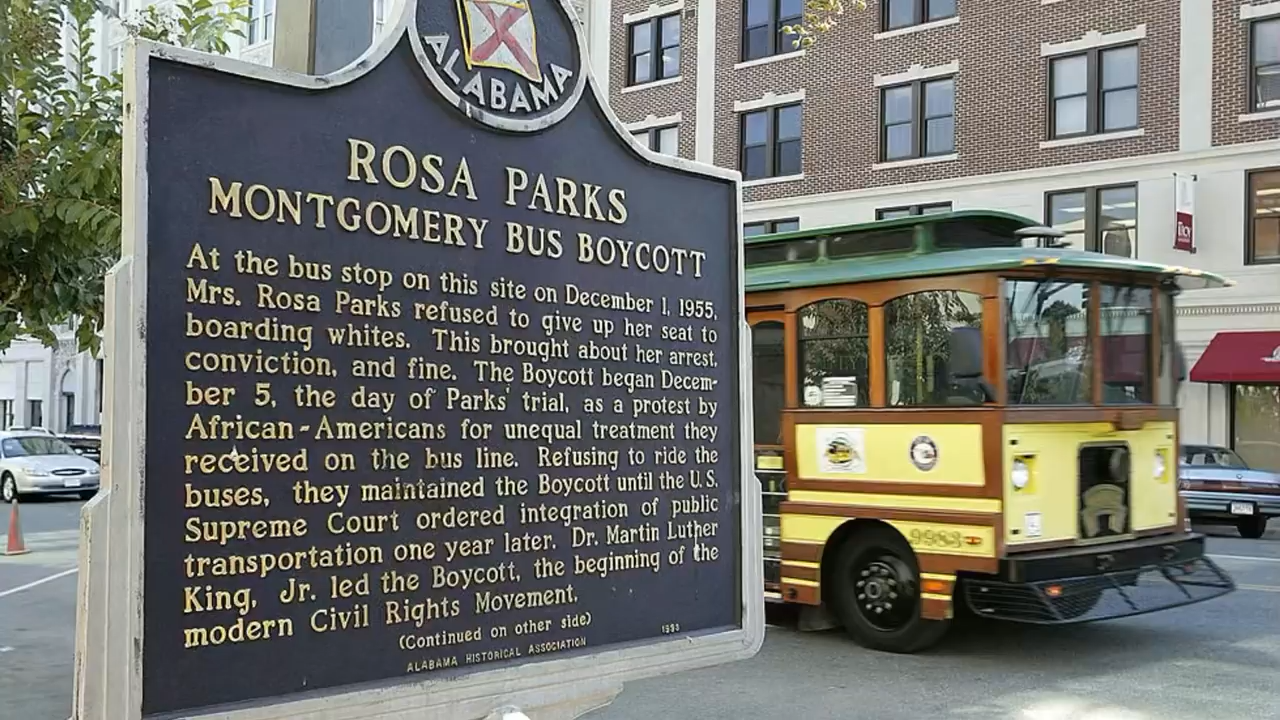 ALABAMA
ROSA PARKS
MONTGOMERY BUS BOYCOTT
At the bus stop on this site on December 1, 1955,
Mrs. Rosa Parks refused to give up her seat to
boarding whites. This brought about her arrest,
conviction, and fine. The Boycott began Decem-
ber 5, the day of Parks' trial, as a protest by
African-Americans for unequal treatment they
received on the bus line. Refusing to ride the
buses, they maintained the Boycott until the U.S.
Supreme Court ordered integration of public
transportation one year later. Dr. Martin Luther
King, Jr. led the Boycott, the beginning of the
modern Civil Rights Movement.
(Continued on other side)
ALABAMA HISTORICAL ASSOCIATION
9983